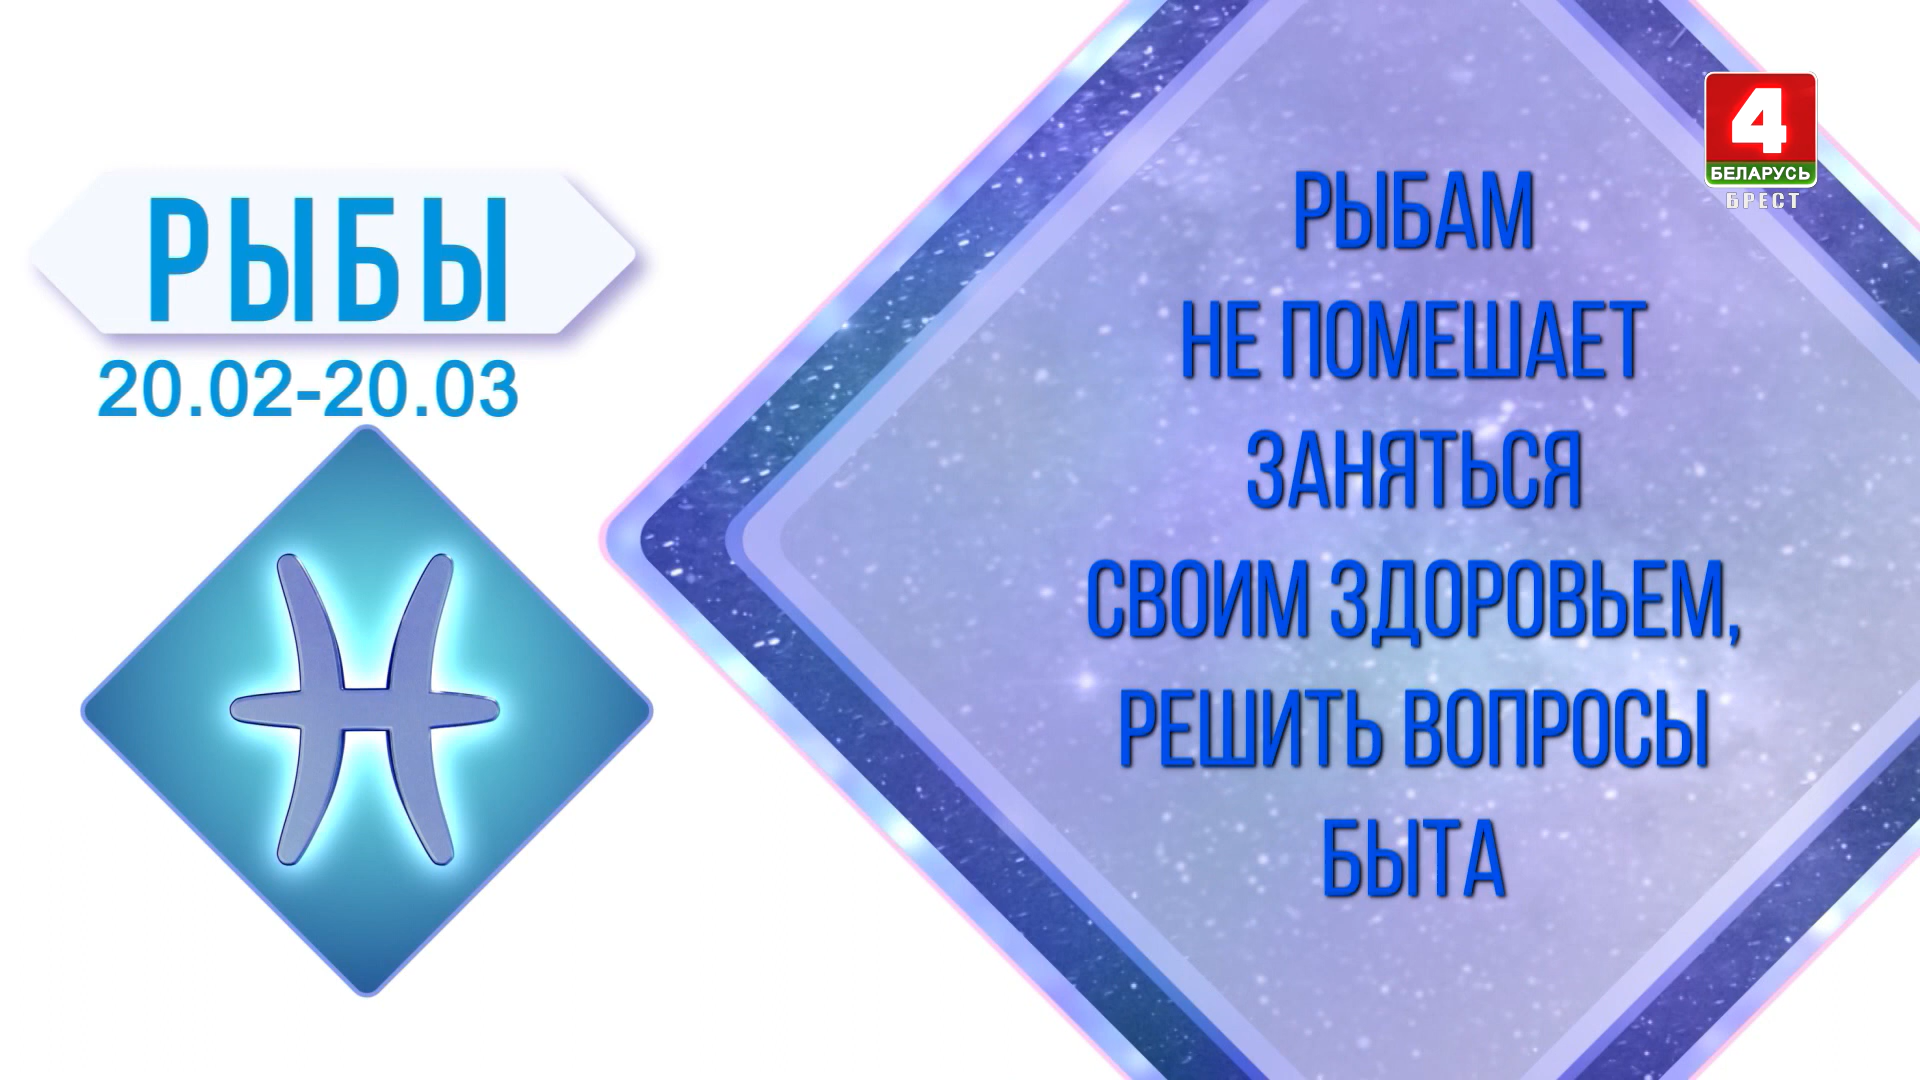 РЫБЫ
20.02-20.03
РЫБАМ
НЕ ПОМЕШАЕТ
ЗАНЯТЬСЯ
СВОИМ ЗДОРОВЬЕМ,
РЕШИТЬ ВОПРОСЫ
БЫТА
4
БЕЛАРУСЬ
БРЕСТ